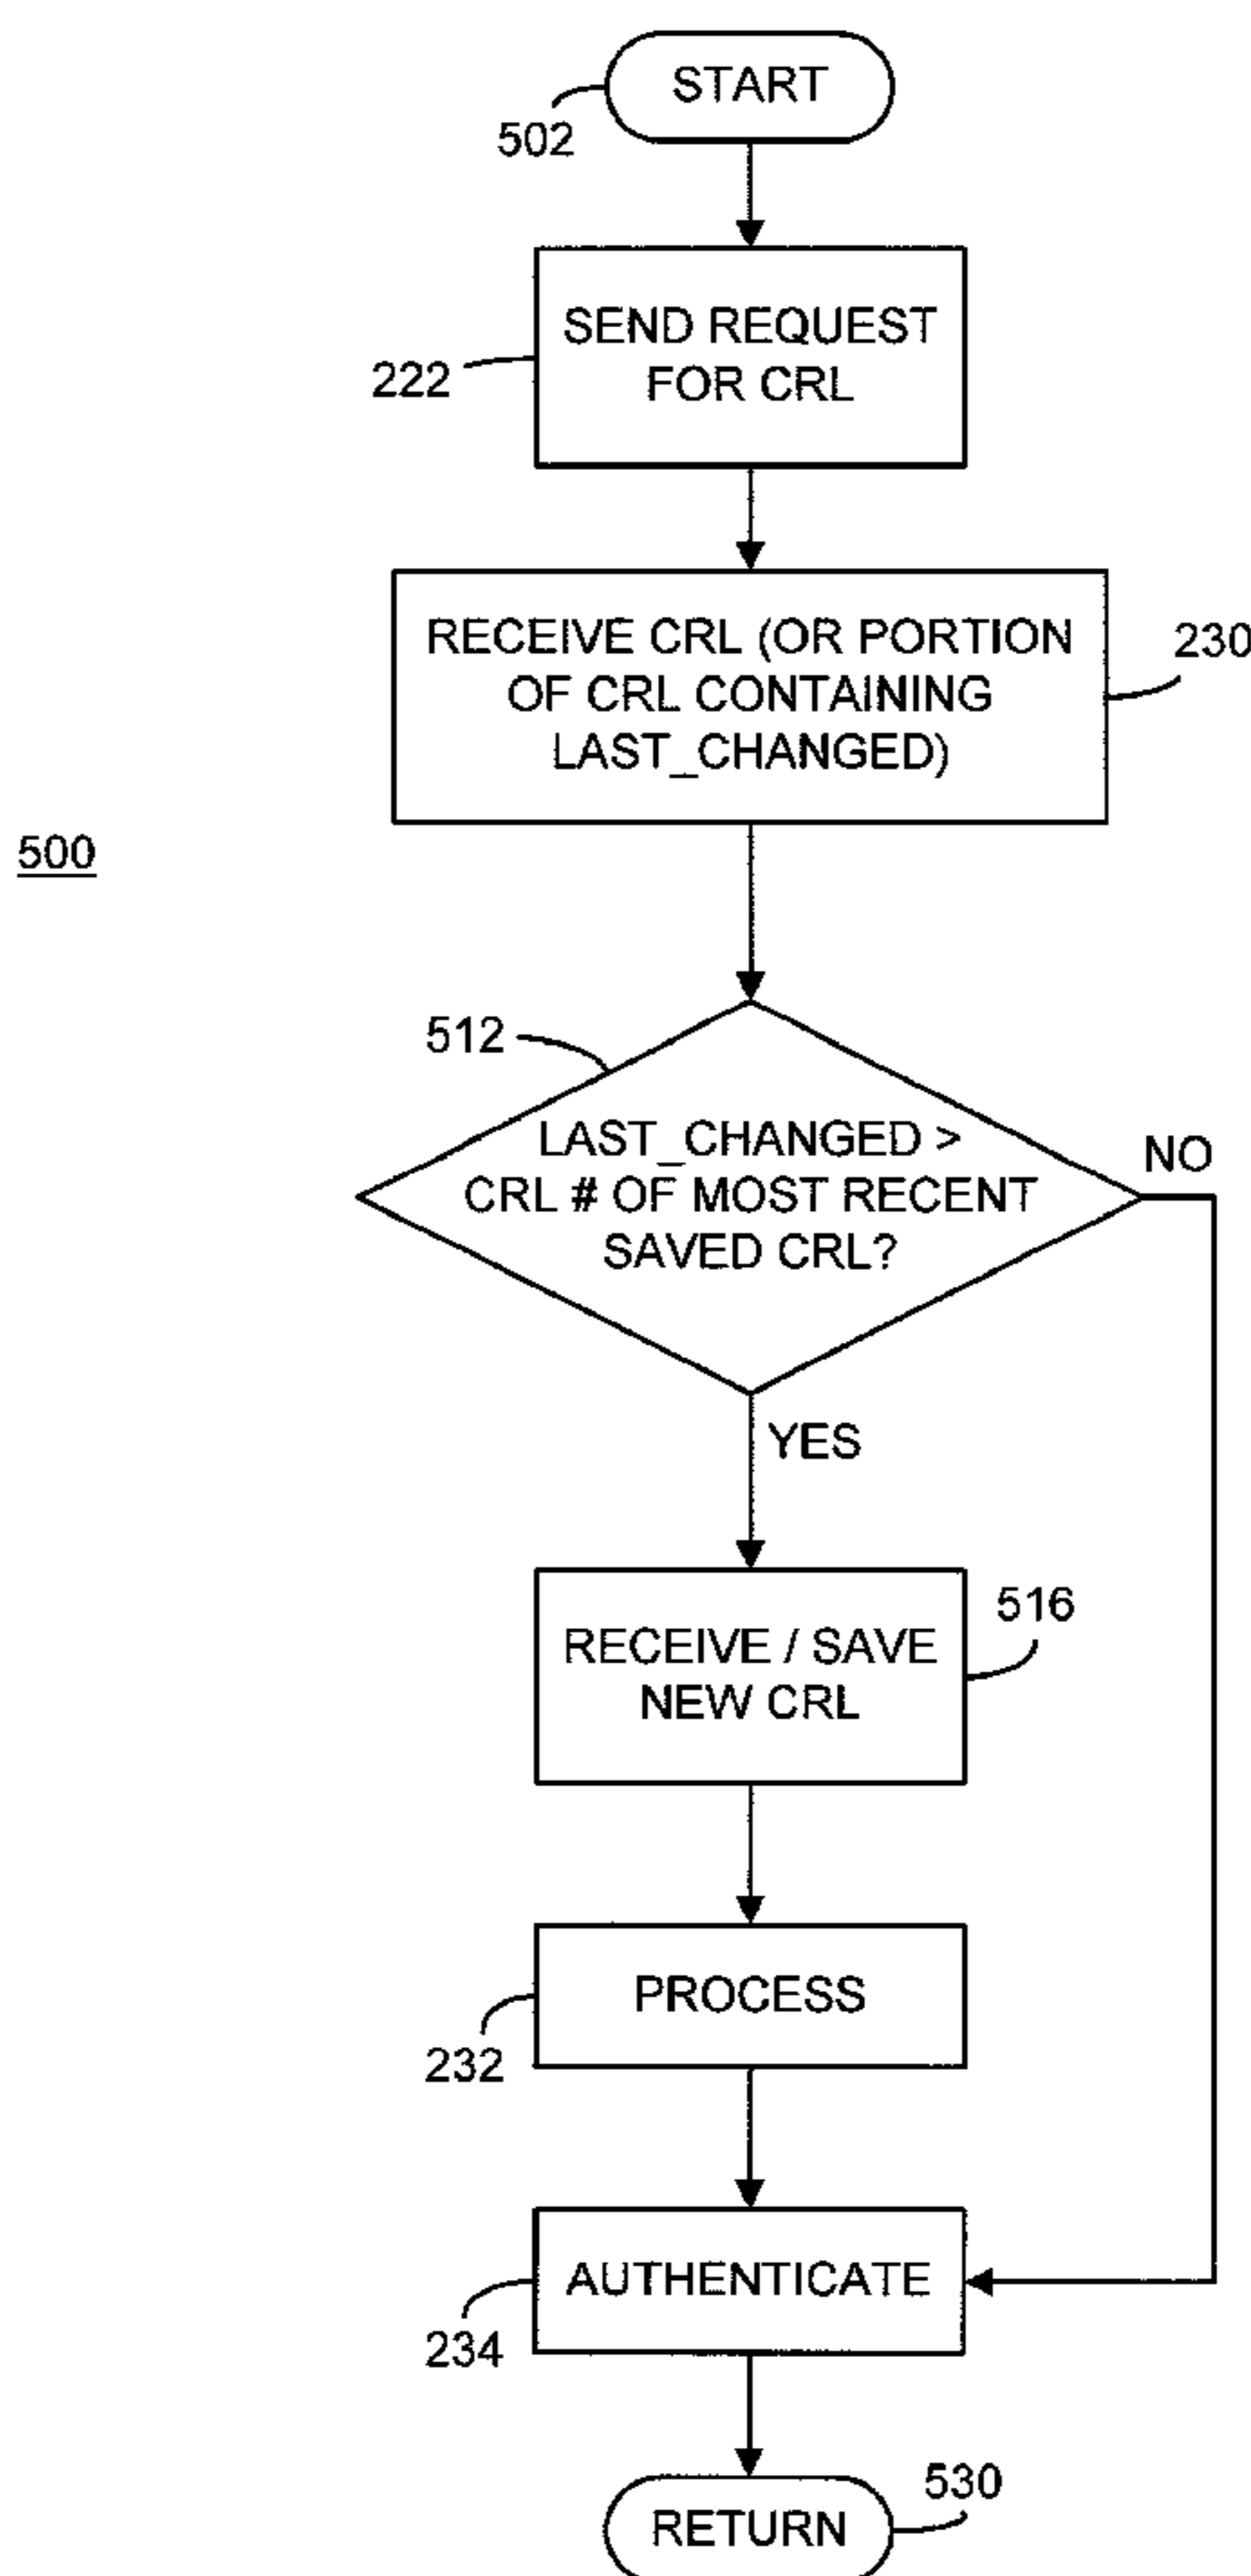 START
502
SEND REQUEST
FOR CRL
222
RECEIVE CRL (OR PORTION
OF CRL CONTAINING
LAST_CHANGED)
230
500
512
LAST_CHANGED >
CRL # OF MOST RECENT
SAVED CRL?
NO
YES
RECEIVE / SAVE
NEW CRL
516
PROCESS
232
AUTHENTICATE
234
RETURN
530